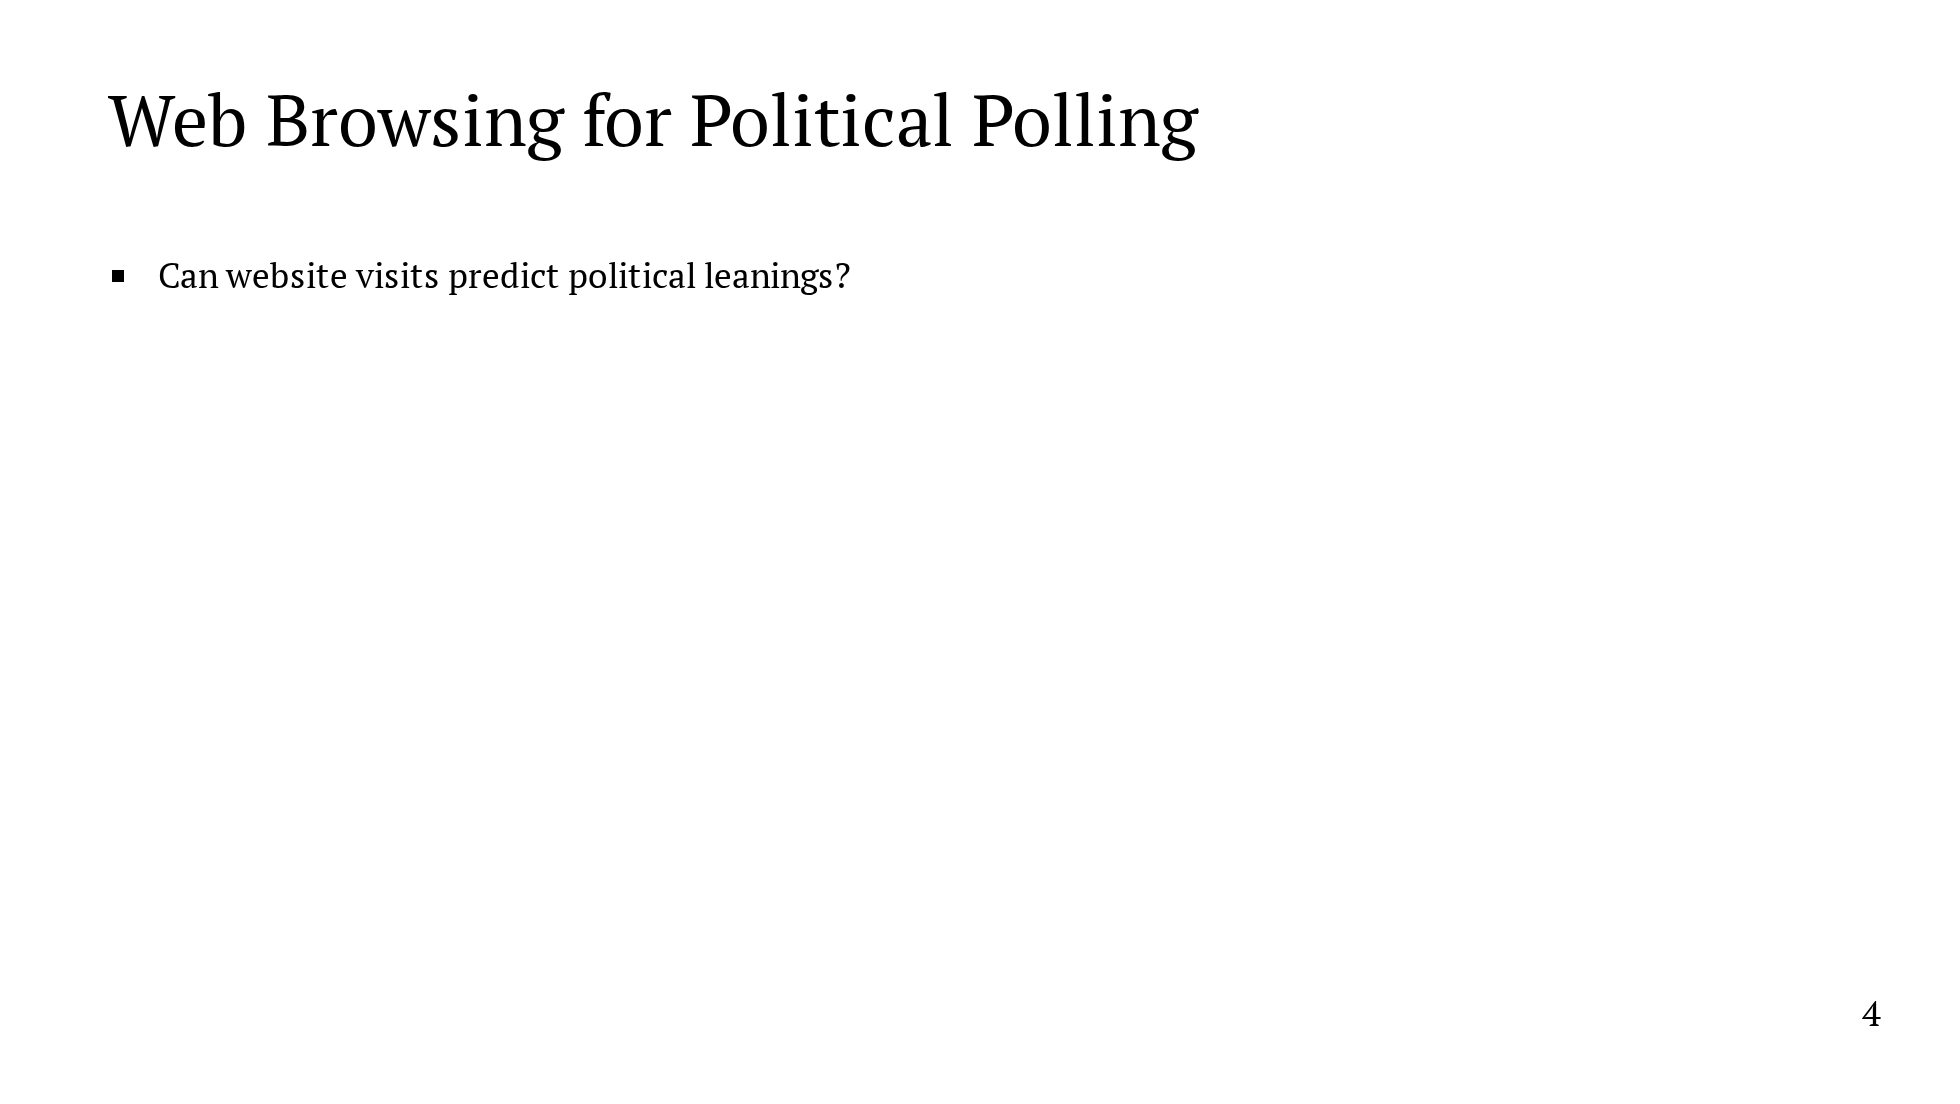 Web Browsing for Political Polling
▪ Can website visits predict political leanings?
4